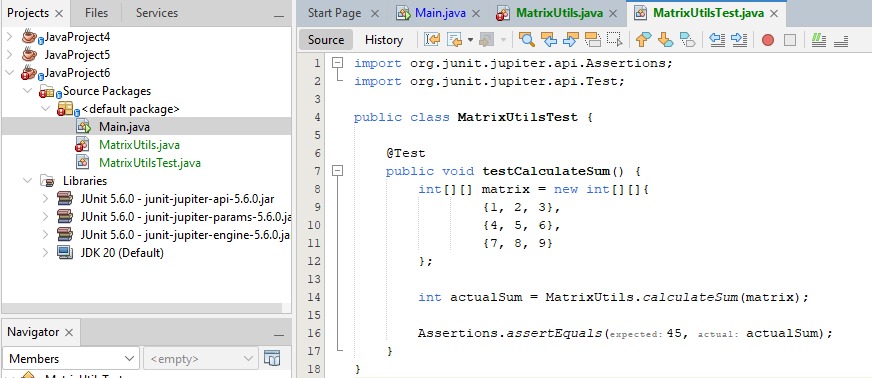 Projects
Files
Services
JavaProject4
JavaProject5
JavaProject6
Source Packages
<default package>
Main.java
MatrixUtils.java
MatrixUtilsTest.java
Libraries
JUnit 5.6.0 - junit-jupiter-api-5.6.0.jar
JUnit 5.6.0 - junit-jupiter-params-5.6.0.ja
JUnit 5.6.0 - junit-jupiter-engine-5.6.0.ja
JDK 20 (Default)
Navigator
Members
<empty>
Start Page
Main.java
MatrixUtils.java
MatrixUtilsTest.java
Source
History
1 import org.junit.jupiter.api.Assertions;
2 import org.junit.jupiter.api.Test;
3
4 public class MatrixUtilsTest {
5
6 @Test
7 public void testCalculateSum() {
8 int[][] matrix = new int[][]{
9 {1, 2, 3},
10 {4, 5, 6},
11 {7, 8, 9}
12 };
13
14 int actualSum = MatrixUtils.calculateSum(matrix);
15
16 Assertions.assertEquals(expected: 45, actual: actualSum);
17 }
18 }